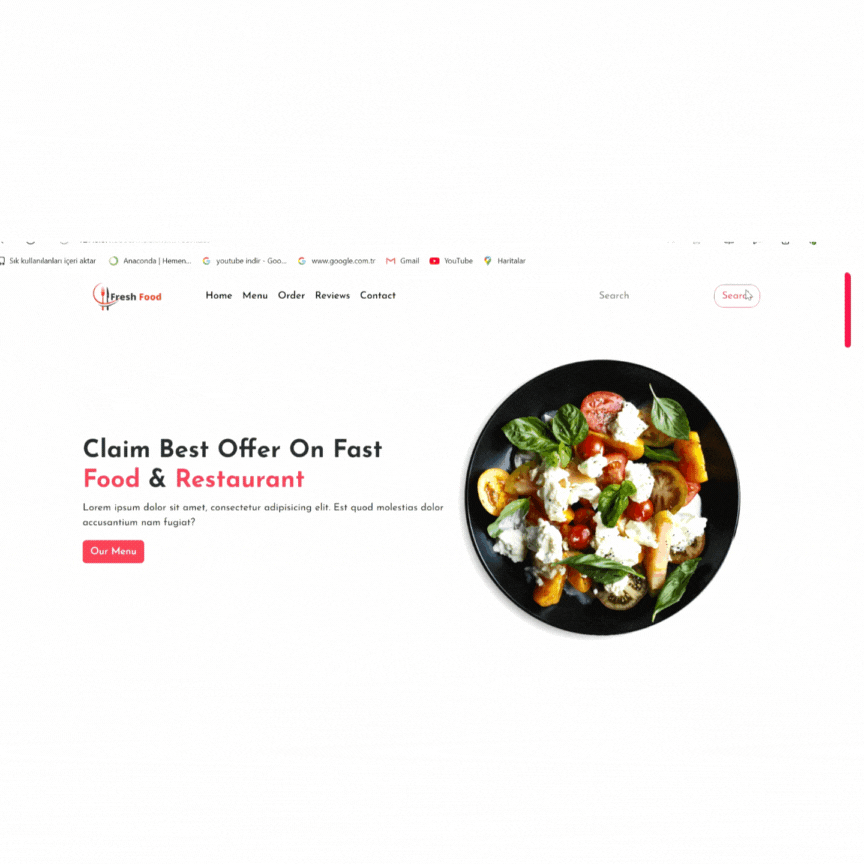 Sık kullanılanları içeri aktar Anaconda | Hemen... youtube indir - Goo... www.google.com.tr Gmail YouTube Haritalar
Fresh Food Home Menu Order Reviews Contact Search Search
Claim Best Offer On Fast
Food & Restaurant
Lorem ipsum dolor sit amet, consectetur adipisicing elit. Est quod molestias dolor
accusantium nam fugiat?
Our Menu